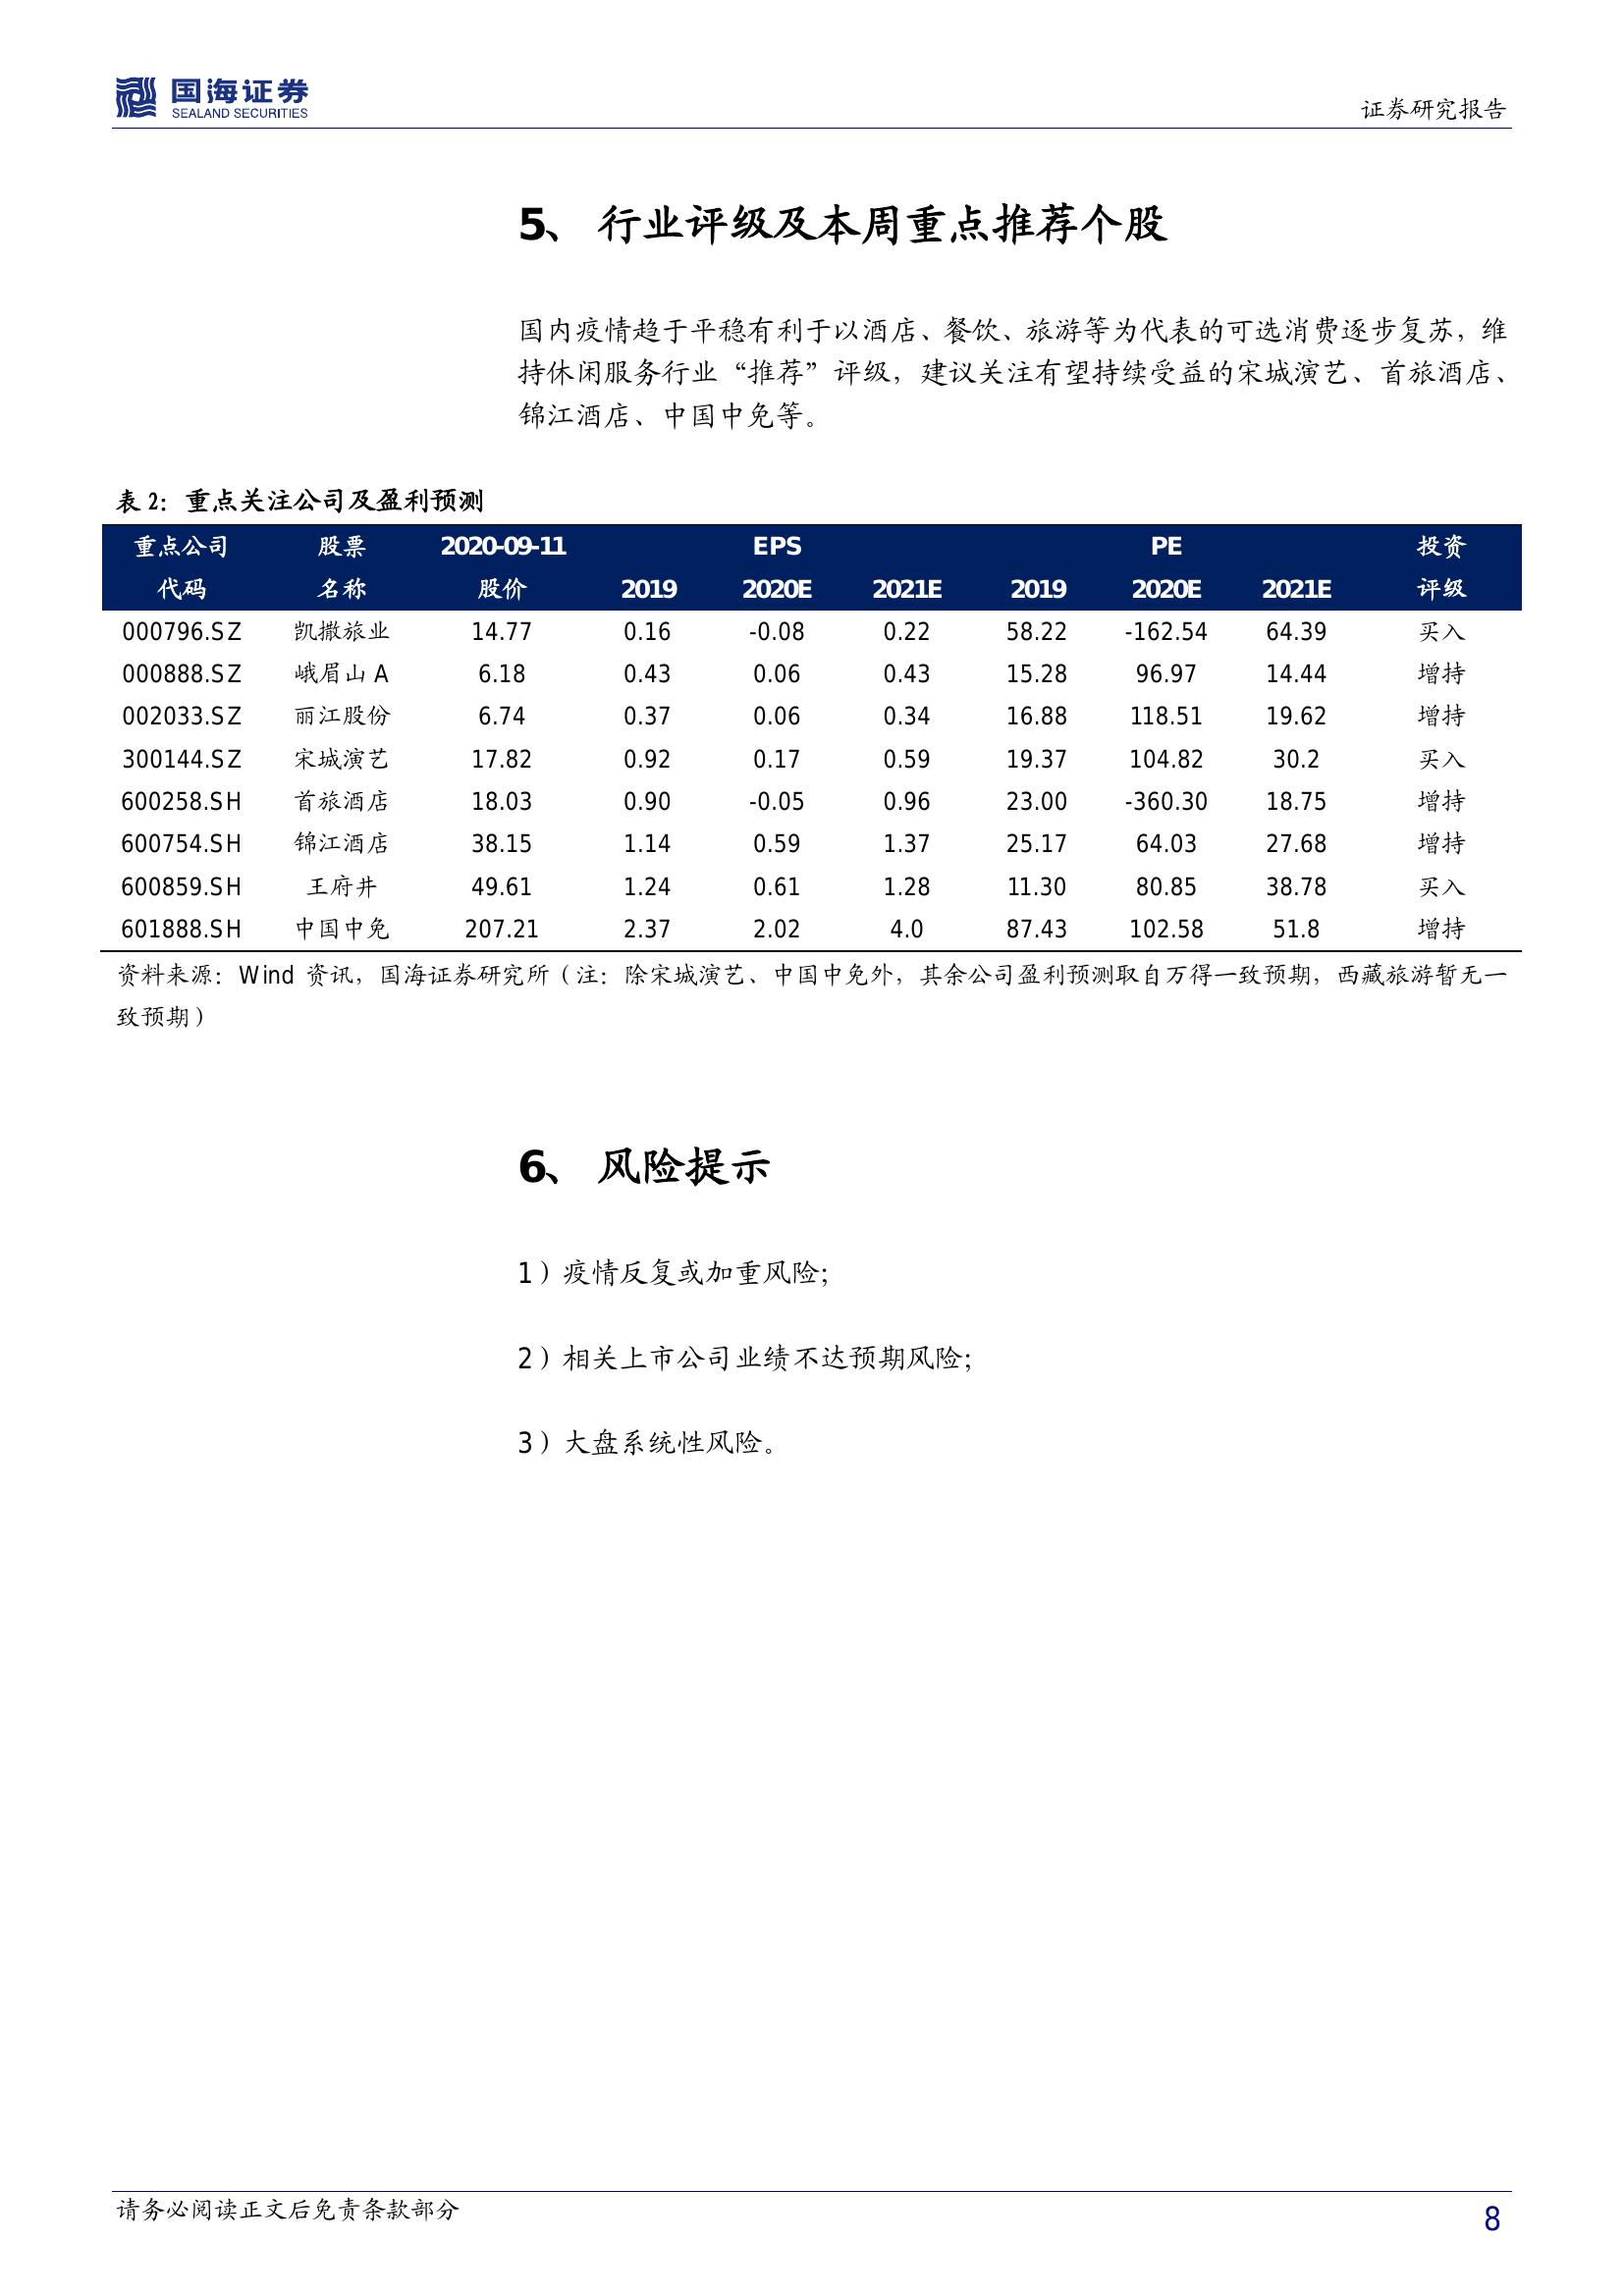 国海证券
SEALAND SECURITIES
证券研究报告
5、 行业评级及本周重点推荐个股
国内疫情趋于平稳有利于以酒店、餐饮、旅游等为代表的可选消费逐步复苏，维
持休闲服务行业“推荐”评级，建议关注有望持续受益的宋城演艺、首旅酒店、
锦江酒店、中国中免等。
表 2：重点关注公司及盈利预测
重点公司 股票 2020-09-11 EPS PE 投资
代码 名称 股价 2019 2020E 2021E 2019 2020E 2021E 评级
000796.SZ 凯撒旅业 14.77 0.16 -0.08 0.22 58.22 -162.54 64.39 买入
000888.SZ 峨眉山 A 6.18 0.43 0.06 0.43 15.28 96.97 14.44 增持
002033.SZ 丽江股份 6.74 0.37 0.06 0.34 16.88 118.51 19.62 增持
300144.SZ 宋城演艺 17.82 0.92 0.17 0.59 19.37 104.82 30.2 买入
600258.SH 首旅酒店 18.03 0.90 -0.05 0.96 23.00 -360.30 18.75 增持
600754.SH 锦江酒店 38.15 1.14 0.59 1.37 25.17 64.03 27.68 增持
600859.SH 王府井 49.61 1.24 0.61 1.28 11.30 80.85 38.78 买入
601888.SH 中国中免 207.21 2.37 2.02 4.0 87.43 102.58 51.8 增持
资料来源：Wind 资讯，国海证券研究所（注：除宋城演艺、中国中免外，其余公司盈利预测取自万得一致预期，西藏旅游暂无一
致预期）
6、 风险提示
1）疫情反复或加重风险；
2）相关上市公司业绩不达预期风险；
3）大盘系统性风险。
请务必阅读正文后免责条款部分
8